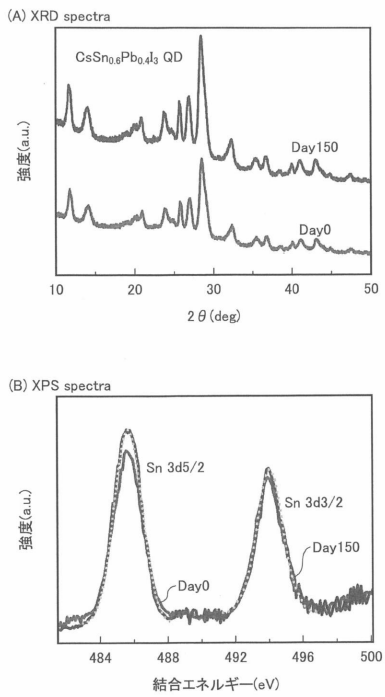 (A) XRD spectra
CsSn0.6Pb0.4I3 QD
Day150
Day0
強度(a.u.)
10 20 30 40 50
2θ(deg)
(B) XPS spectra
Sn 3d5/2
Sn 3d3/2
Day0
Day150
強度(a.u.)
484 488 492 496 500
結合エネルギー(eV)